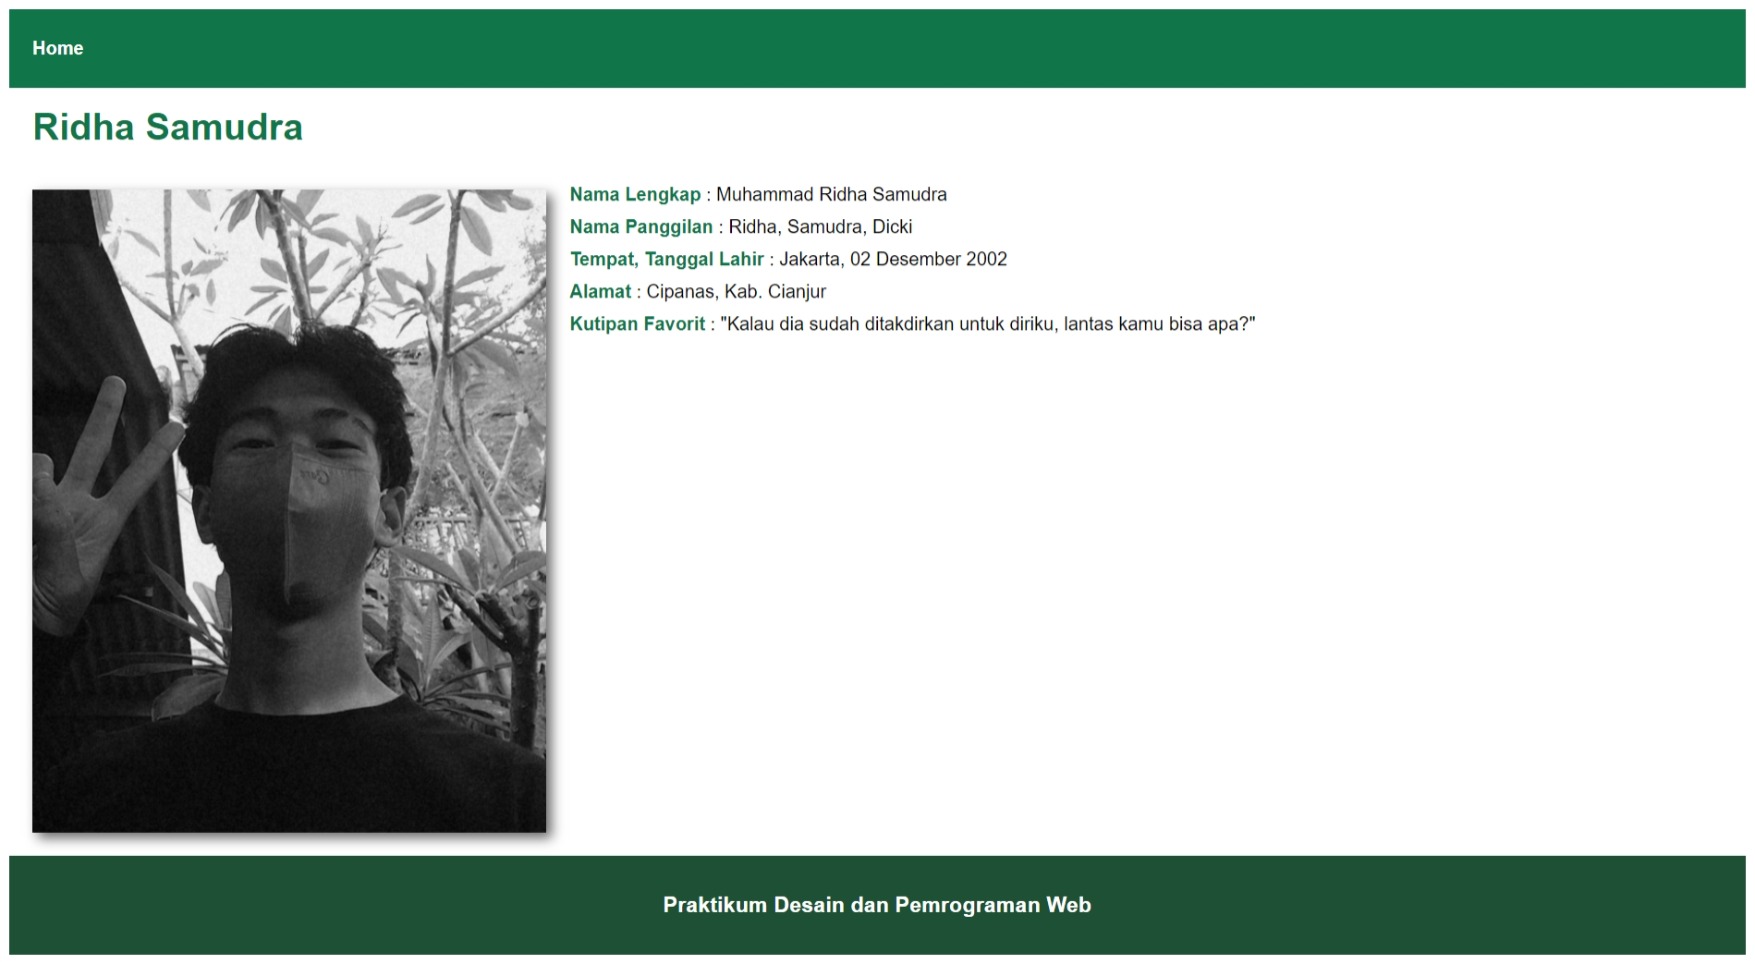 Home
Ridha Samudra
Nama Lengkap : Muhammad Ridha Samudra
Nama Panggilan : Ridha, Samudra, Dicki
Tempat, Tanggal Lahir : Jakarta, 02 Desember 2002
Alamat : Cipanas, Kab. Cianjur
Kutipan Favorit : "Kalau dia sudah ditakdirkan untuk diriku, lantas kamu bisa apa?"
Praktikum Desain dan Pemrograman Web